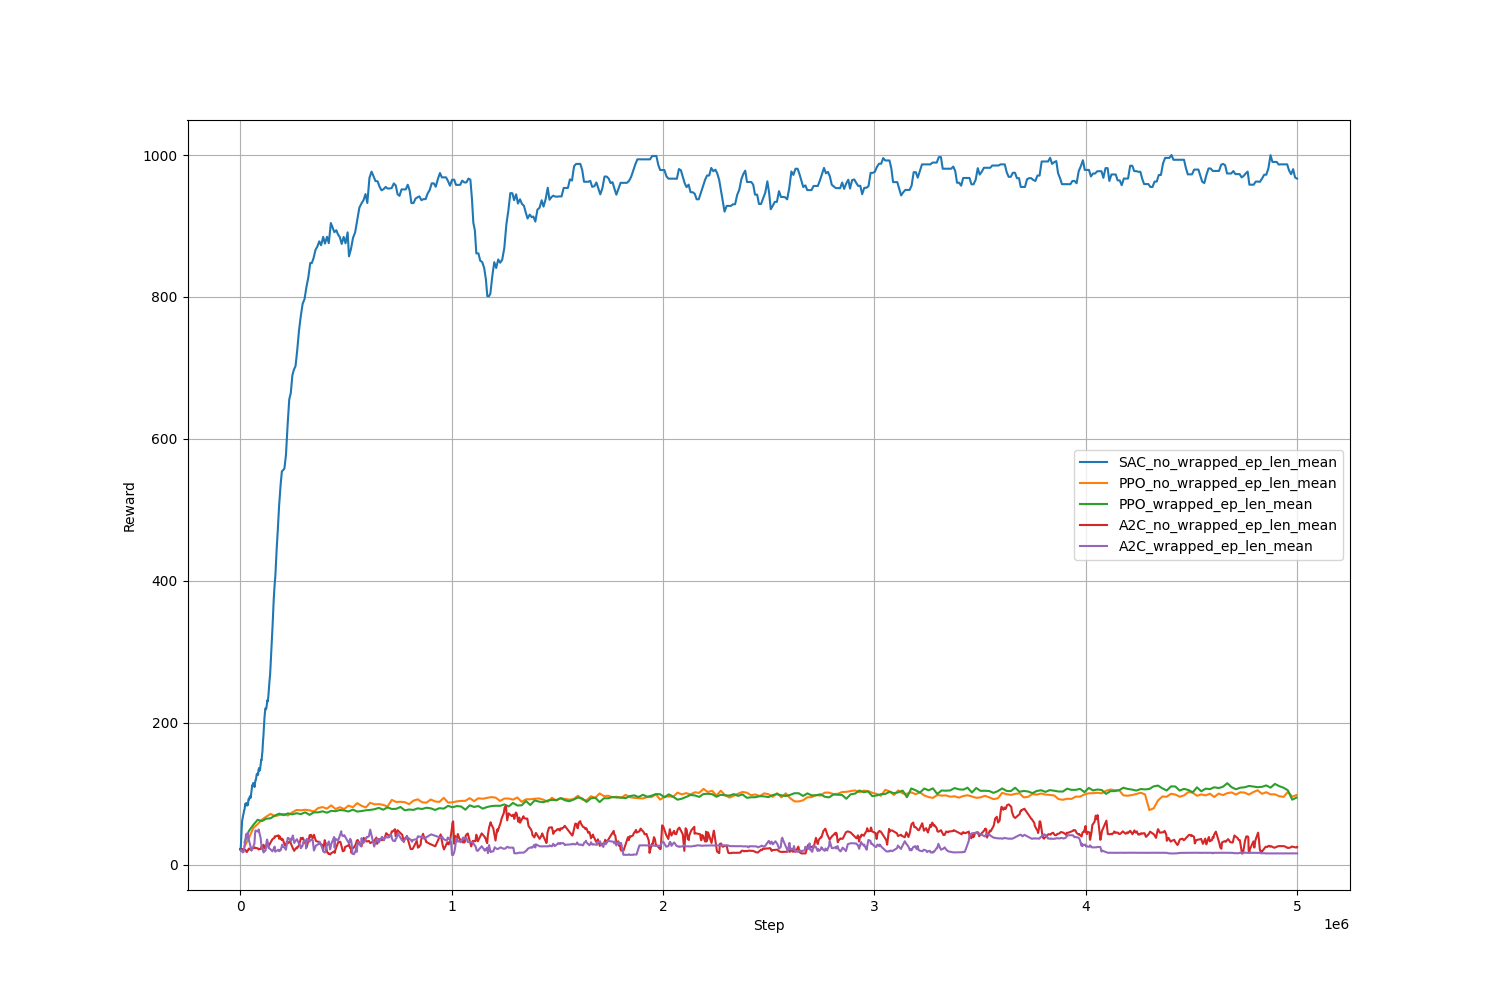 1000
800
600
400
200
0
Reward
SAC_no_wrapped_ep_len_mean
PPO_no_wrapped_ep_len_mean
PPO_wrapped_ep_len_mean
A2C_no_wrapped_ep_len_mean
A2C_wrapped_ep_len_mean
0 1 2 3 4 5
Step
1e6